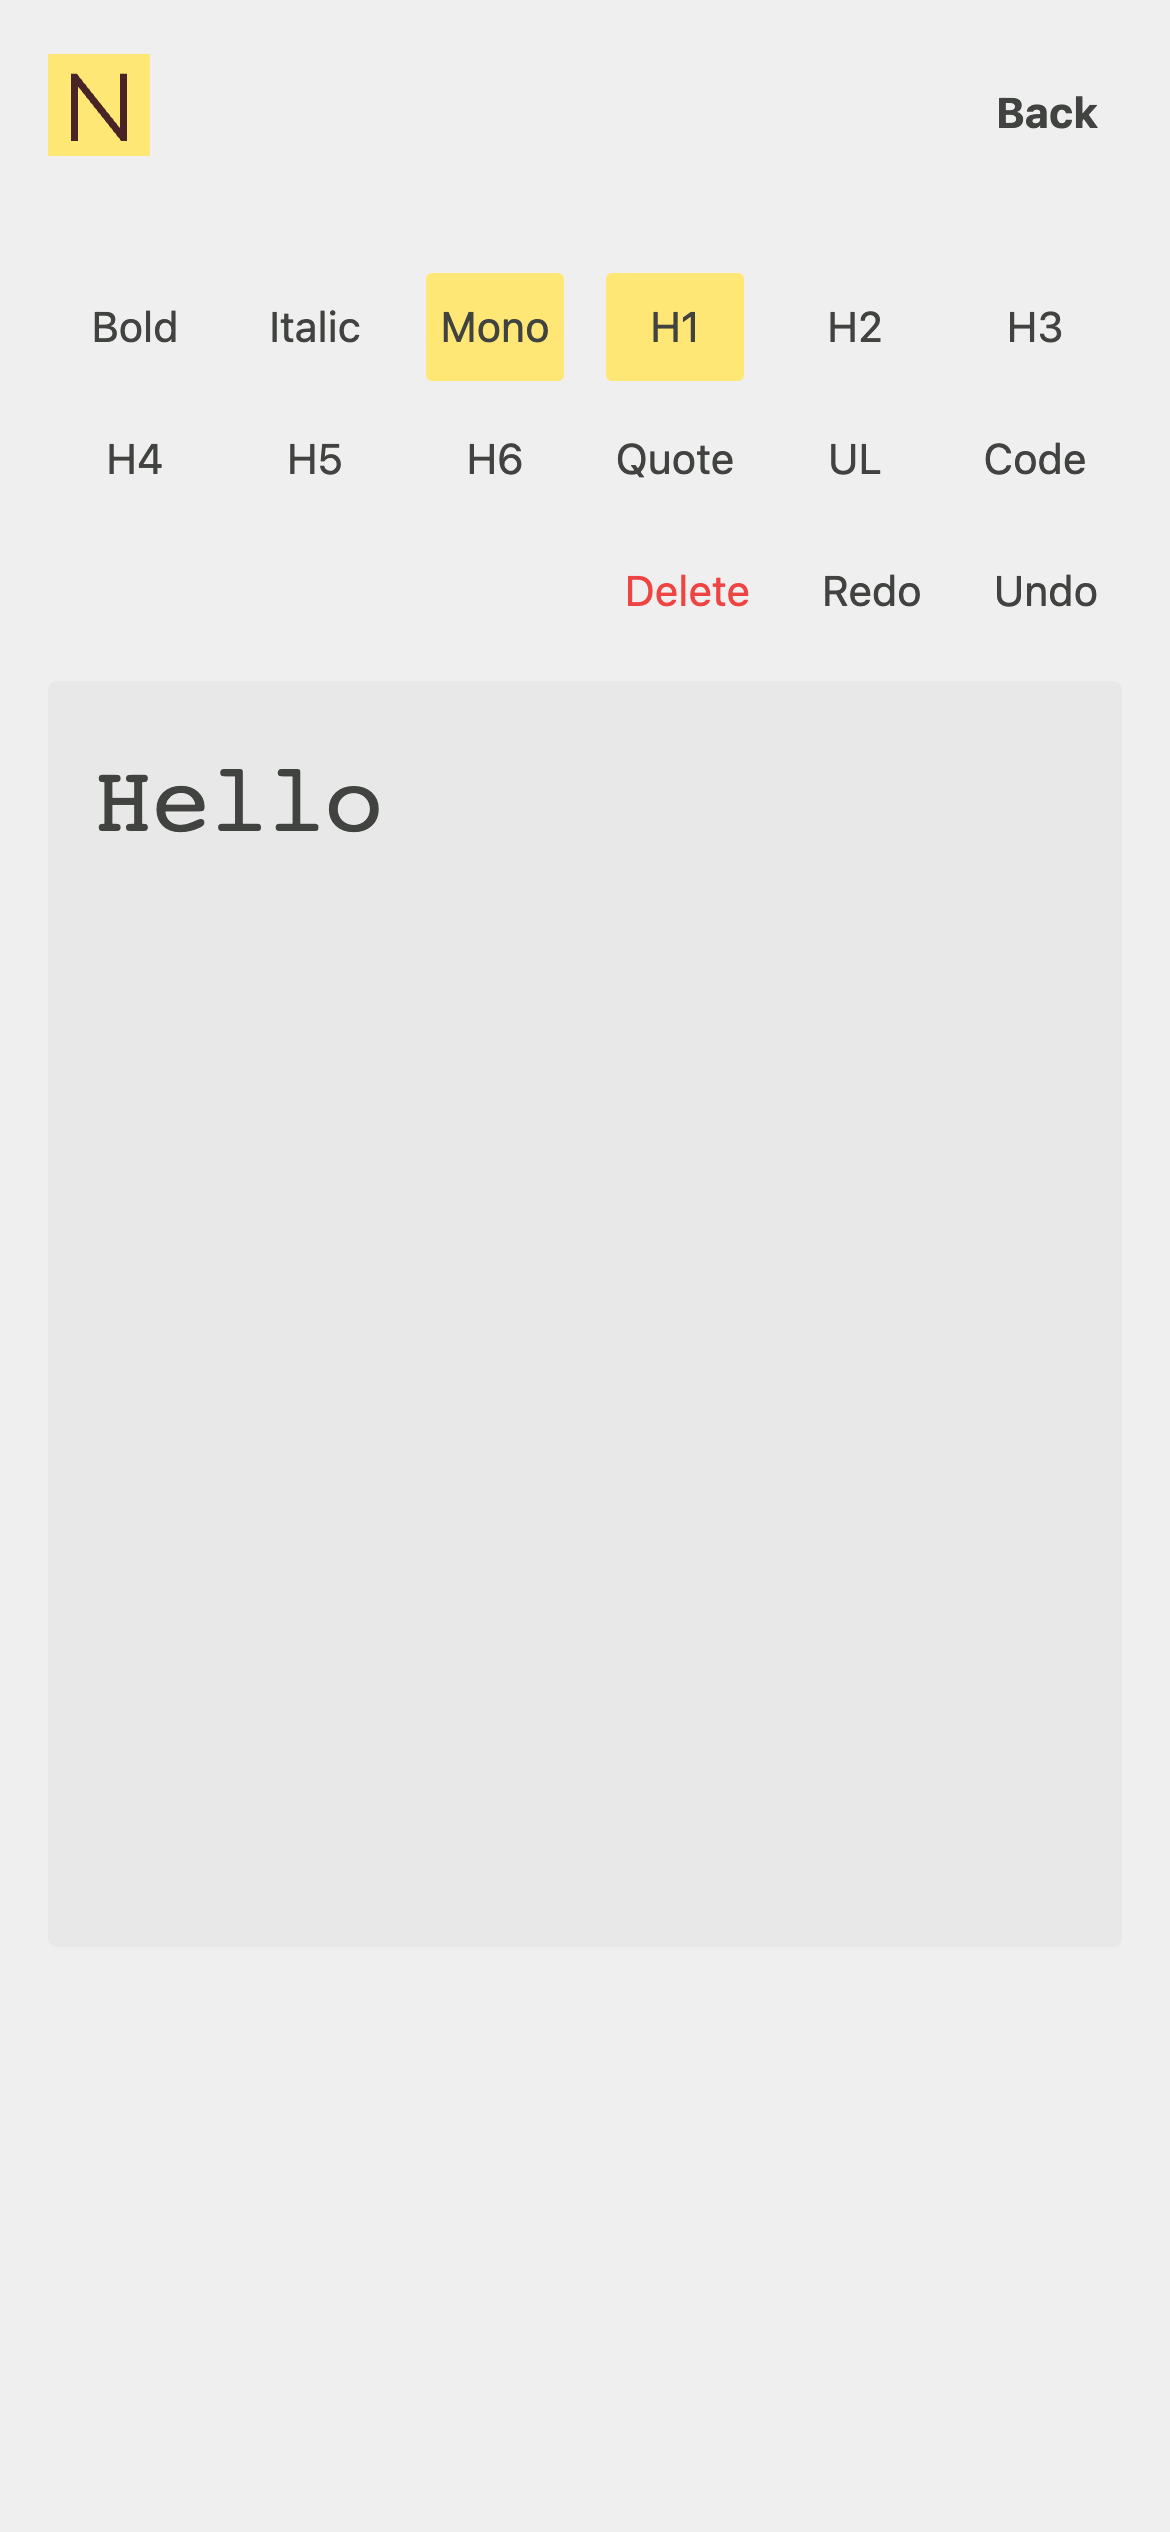 N
Back
Bold Italic Mono H1 H2 H3
H4 H5 H6 Quote UL Code
Delete Redo Undo
Hello